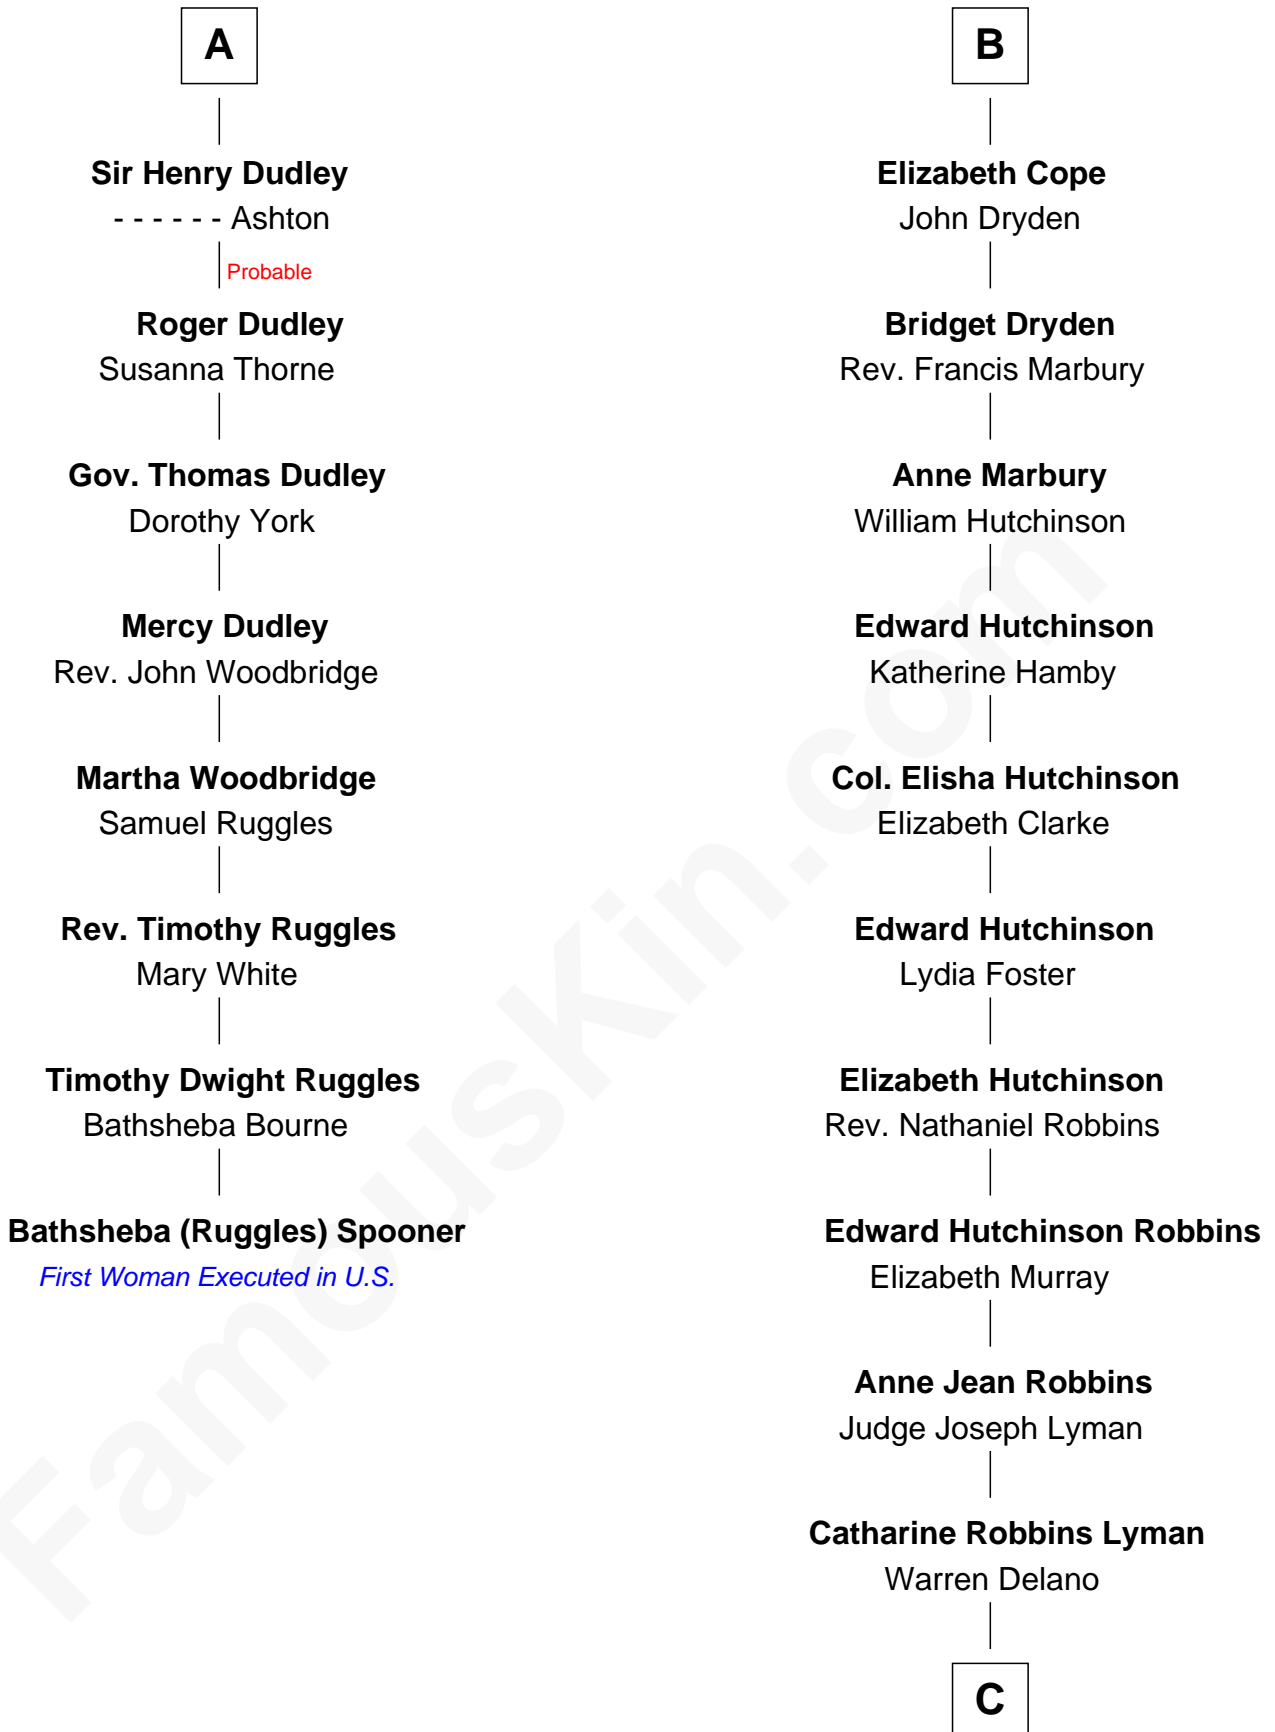 A
Sir Henry Dudley
- - - - - - Ashton
Probable
Roger Dudley
Susanna Thorne
Gov. Thomas Dudley
Dorothy York
Mercy Dudley
Rev. John Woodbridge
Martha Woodbridge
Samuel Ruggles
Rev. Timothy Ruggles
Mary White
Timothy Dwight Ruggles
Bathsheba Bourne
Bathsheba (Ruggles) Spooner
First Woman Executed in U.S.
B
Elizabeth Cope
John Dryden
Bridget Dryden
Rev. Francis Marbury
Anne Marbury
William Hutchinson
Edward Hutchinson
Katherine Hamby
Col. Elisha Hutchinson
Elizabeth Clarke
Edward Hutchinson
Lydia Foster
Elizabeth Hutchinson
Rev. Nathaniel Robbins
Edward Hutchinson Robbins
Elizabeth Murray
Anne Jean Robbins
Judge Joseph Lyman
Catharine Robbins Lyman
Warren Delano
C
FamousKin.com